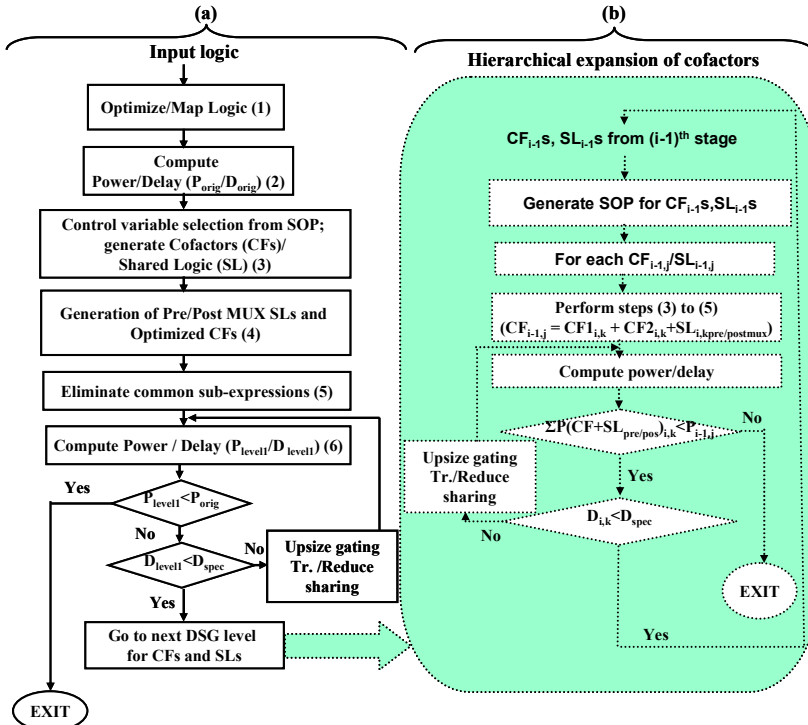 (a)
Input logic
Optimize/Map Logic (1)
Compute
Power/Delay (P_orig/D_orig) (2)
Control variable selection from SOP;
generate Cofactors (CFs)/
Shared Logic (SL) (3)
Generation of Pre/Post MUX SLs and
Optimized CFs (4)
Eliminate common sub-expressions (5)
Compute Power / Delay (P_level1/D_level1) (6)
Yes
P_level1<P_orig
No
D_level1<D_spec
No
Upsize gating
Tr. /Reduce
sharing
Yes
Go to next DSG level
for CFs and SLs
EXIT
(b)
Hierarchical expansion of cofactors
CF_i-1s, SL_i-1s from (i-1)^th stage
Generate SOP for CF_i-1s,SL_i-1s
For each CF_i-1,j/SL_i-1,j
Perform steps (3) to (5)
(CF_i-1,j = CF1_i,k + CF2_i,k+SL_i,kpre/postmux)
Compute power/delay
ΣP(CF+SL_pre/pos)_i,k<P_i-1,j
No
Upsize gating
Tr./Reduce
sharing
Yes
D_i,k<D_spec
No
EXIT
Yes